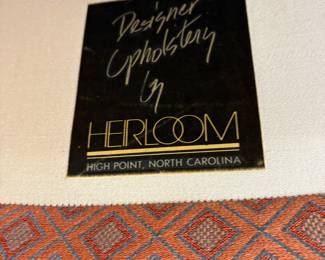 Designer
Upholstery
by
HEIRLOOM
HIGH POINT, NORTH CAROLINA